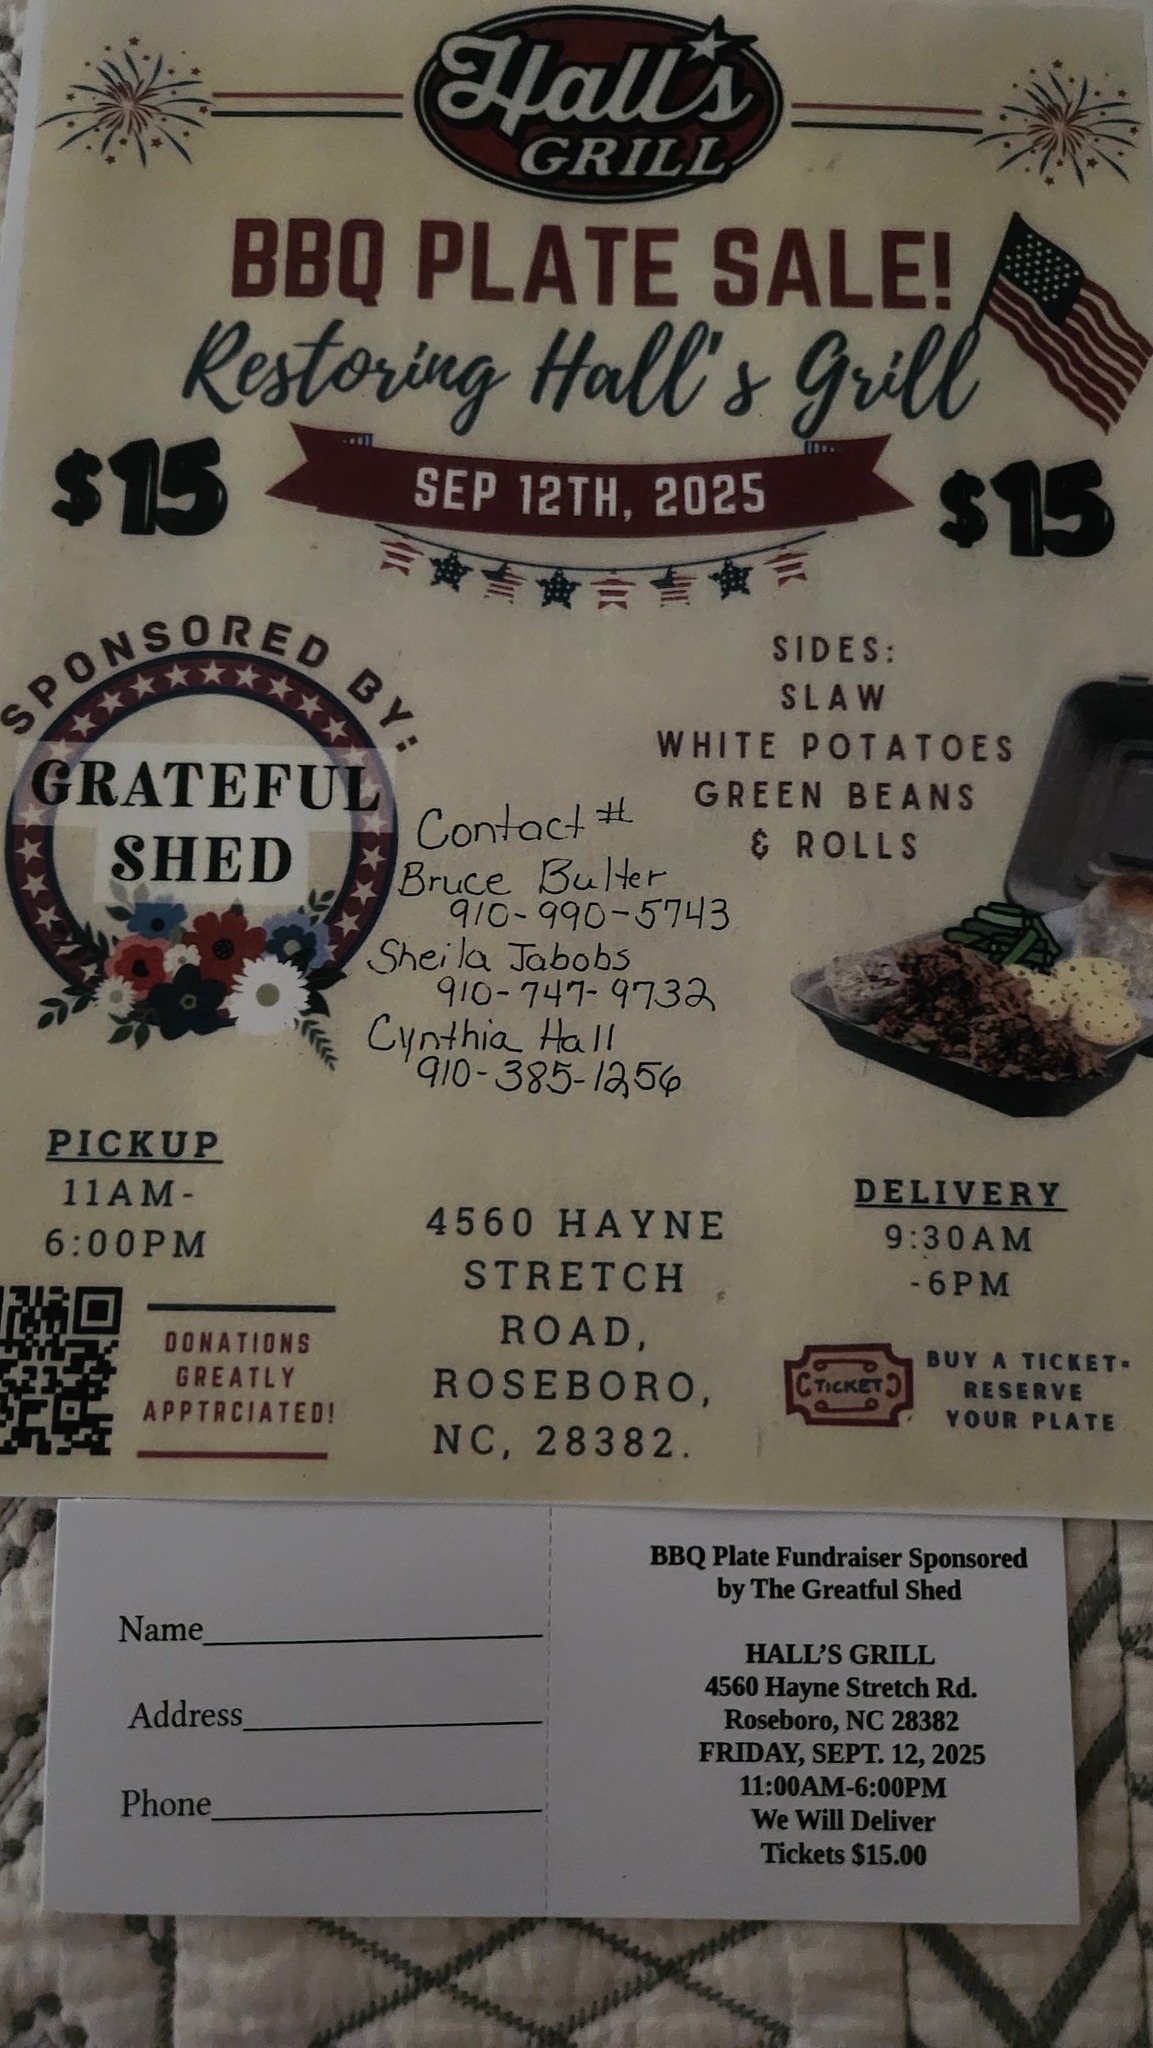 Hall's
GRILL
BBQ PLATE SALE!
Restoring Hall's Grill
$15
SEP 12TH, 2025
$15
SPONSORED BY:
GRATEFUL
SHED
SIDES:
SLAW
WHITE POTATOES
GREEN BEANS
& ROLLS
Contact #
Bruce Bulter
910-990-5743
Sheila Jabobs
910-747-9732
Cynthia Hall
910-385-1256
PICKUP
11AM-
6:00PM
DONATIONS
GREATLY
APPTRCIATED!
4560 HAYNE
STRETCH
ROAD,
ROSEBORO,
NC, 28382.
DELIVERY
9:30AM
-6PM
TICKET
BUY A TICKET-
RESERVE
YOUR PLATE
Name
Address
Phone
BBQ Plate Fundraiser Sponsored
by The Greatful Shed
HALL'S GRILL
4560 Hayne Stretch Rd.
Roseboro, NC 28382
FRIDAY, SEPT. 12, 2025
11:00AM-6:00PM
We Will Deliver
Tickets $15.00